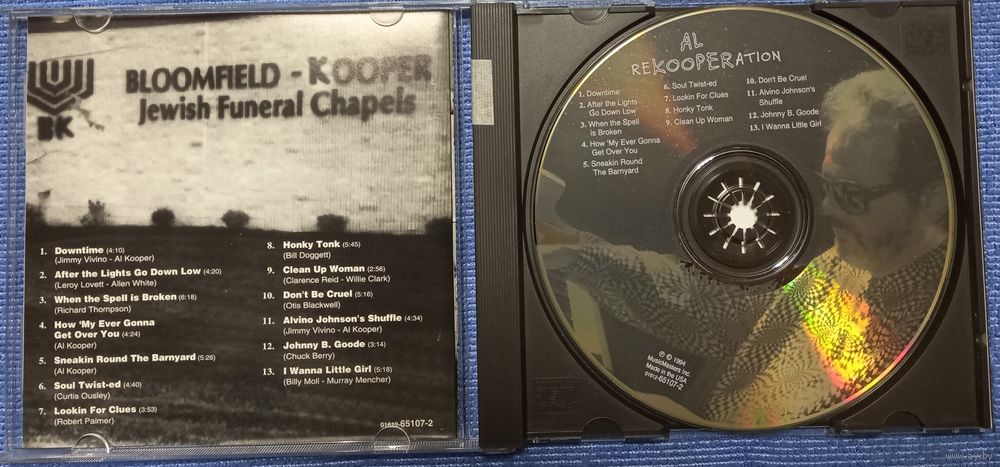 BLOOMFIELD - KOOPER
Jewish Funeral Chapels
BK
1. Downtime (4:10)
(Jimmy Vivino - Al Kooper)
2. After the Lights Go Down Low (4:20)
(Leroy Lovett - Allen White)
3. When the Spell is Broken (6:18)
(Richard Thompson)
4. How 'My Ever Gonna
Get Over You (4:24)
(Al Kooper)
5. Sneakin Round The Barnyard (5:26)
(Al Kooper)
6. Soul Twist-ed (4:40)
(Curtis Ousley)
7. Lookin For Clues (3:53)
(Robert Palmer)
8. Honky Tonk (5:45)
(Bill Doggett)
9. Clean Up Woman (2:56)
(Clarence Reid - Willie Clark)
10. Don't Be Cruel (5:16)
(Otis Blackwell)
11. Alvino Johnson's Shuffle (4:34)
(Jimmy Vivino - Al Kooper)
12. Johnny B. Goode (3:14)
(Chuck Berry)
13. I Wanna Little Girl (5:18)
(Billy Moll - Murray Mencher)
01612-65107-2
AL
REKOOPERATION
1. Downtime
2. After the Lights
Go Down Low
3. When the Spell
is Broken
4. How 'My Ever Gonna
Get Over You
5. Sneakin Round
The Barnyard
6. Soul Twist-ed
7. Lookin For Clues
8. Honky Tonk
9. Clean Up Woman
10. Don't Be Cruel
11. Alvino Johnson's
Shuffle
12. Johnny B. Goode
13. I Wanna Little Girl
℗ © 1994
MusicMasters Inc.
Made in the USA
01612-65107-2